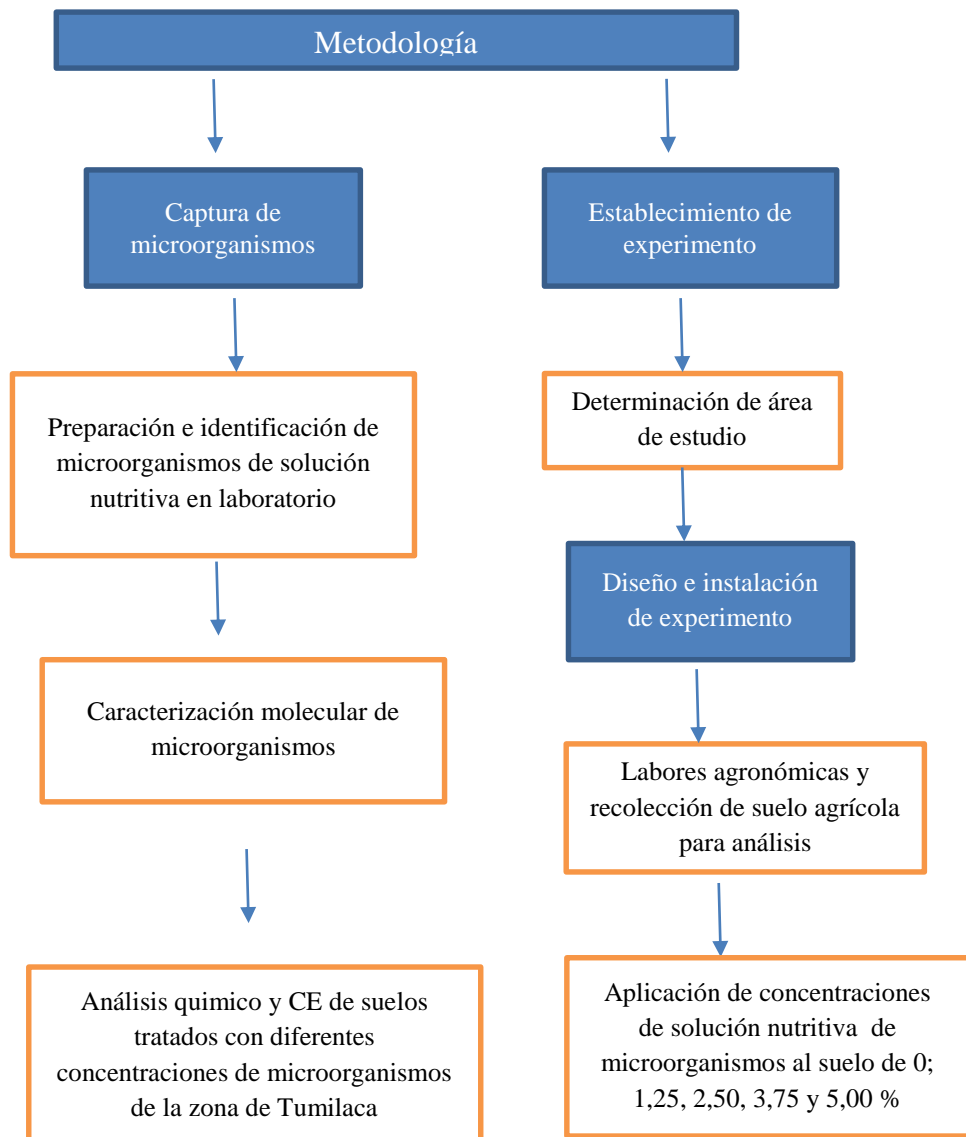 Metodología
Captura de
microorganismos
Preparación e identificación de
microorganismos de solución
nutritiva en laboratorio
Caracterización molecular de
microorganismos
Análisis quimico y CE de suelos
tratados con diferentes
concentraciones de microorganismos
de la zona de Tumilaca
Establecimiento de
experimento
Determinación de área
de estudio
Diseño e instalación
de experimento
Labores agronómicas y
recolección de suelo agrícola
para análisis
Aplicación de concentraciones
de solución nutritiva de
microorganismos al suelo de 0;
1,25, 2,50, 3,75 y 5,00 %